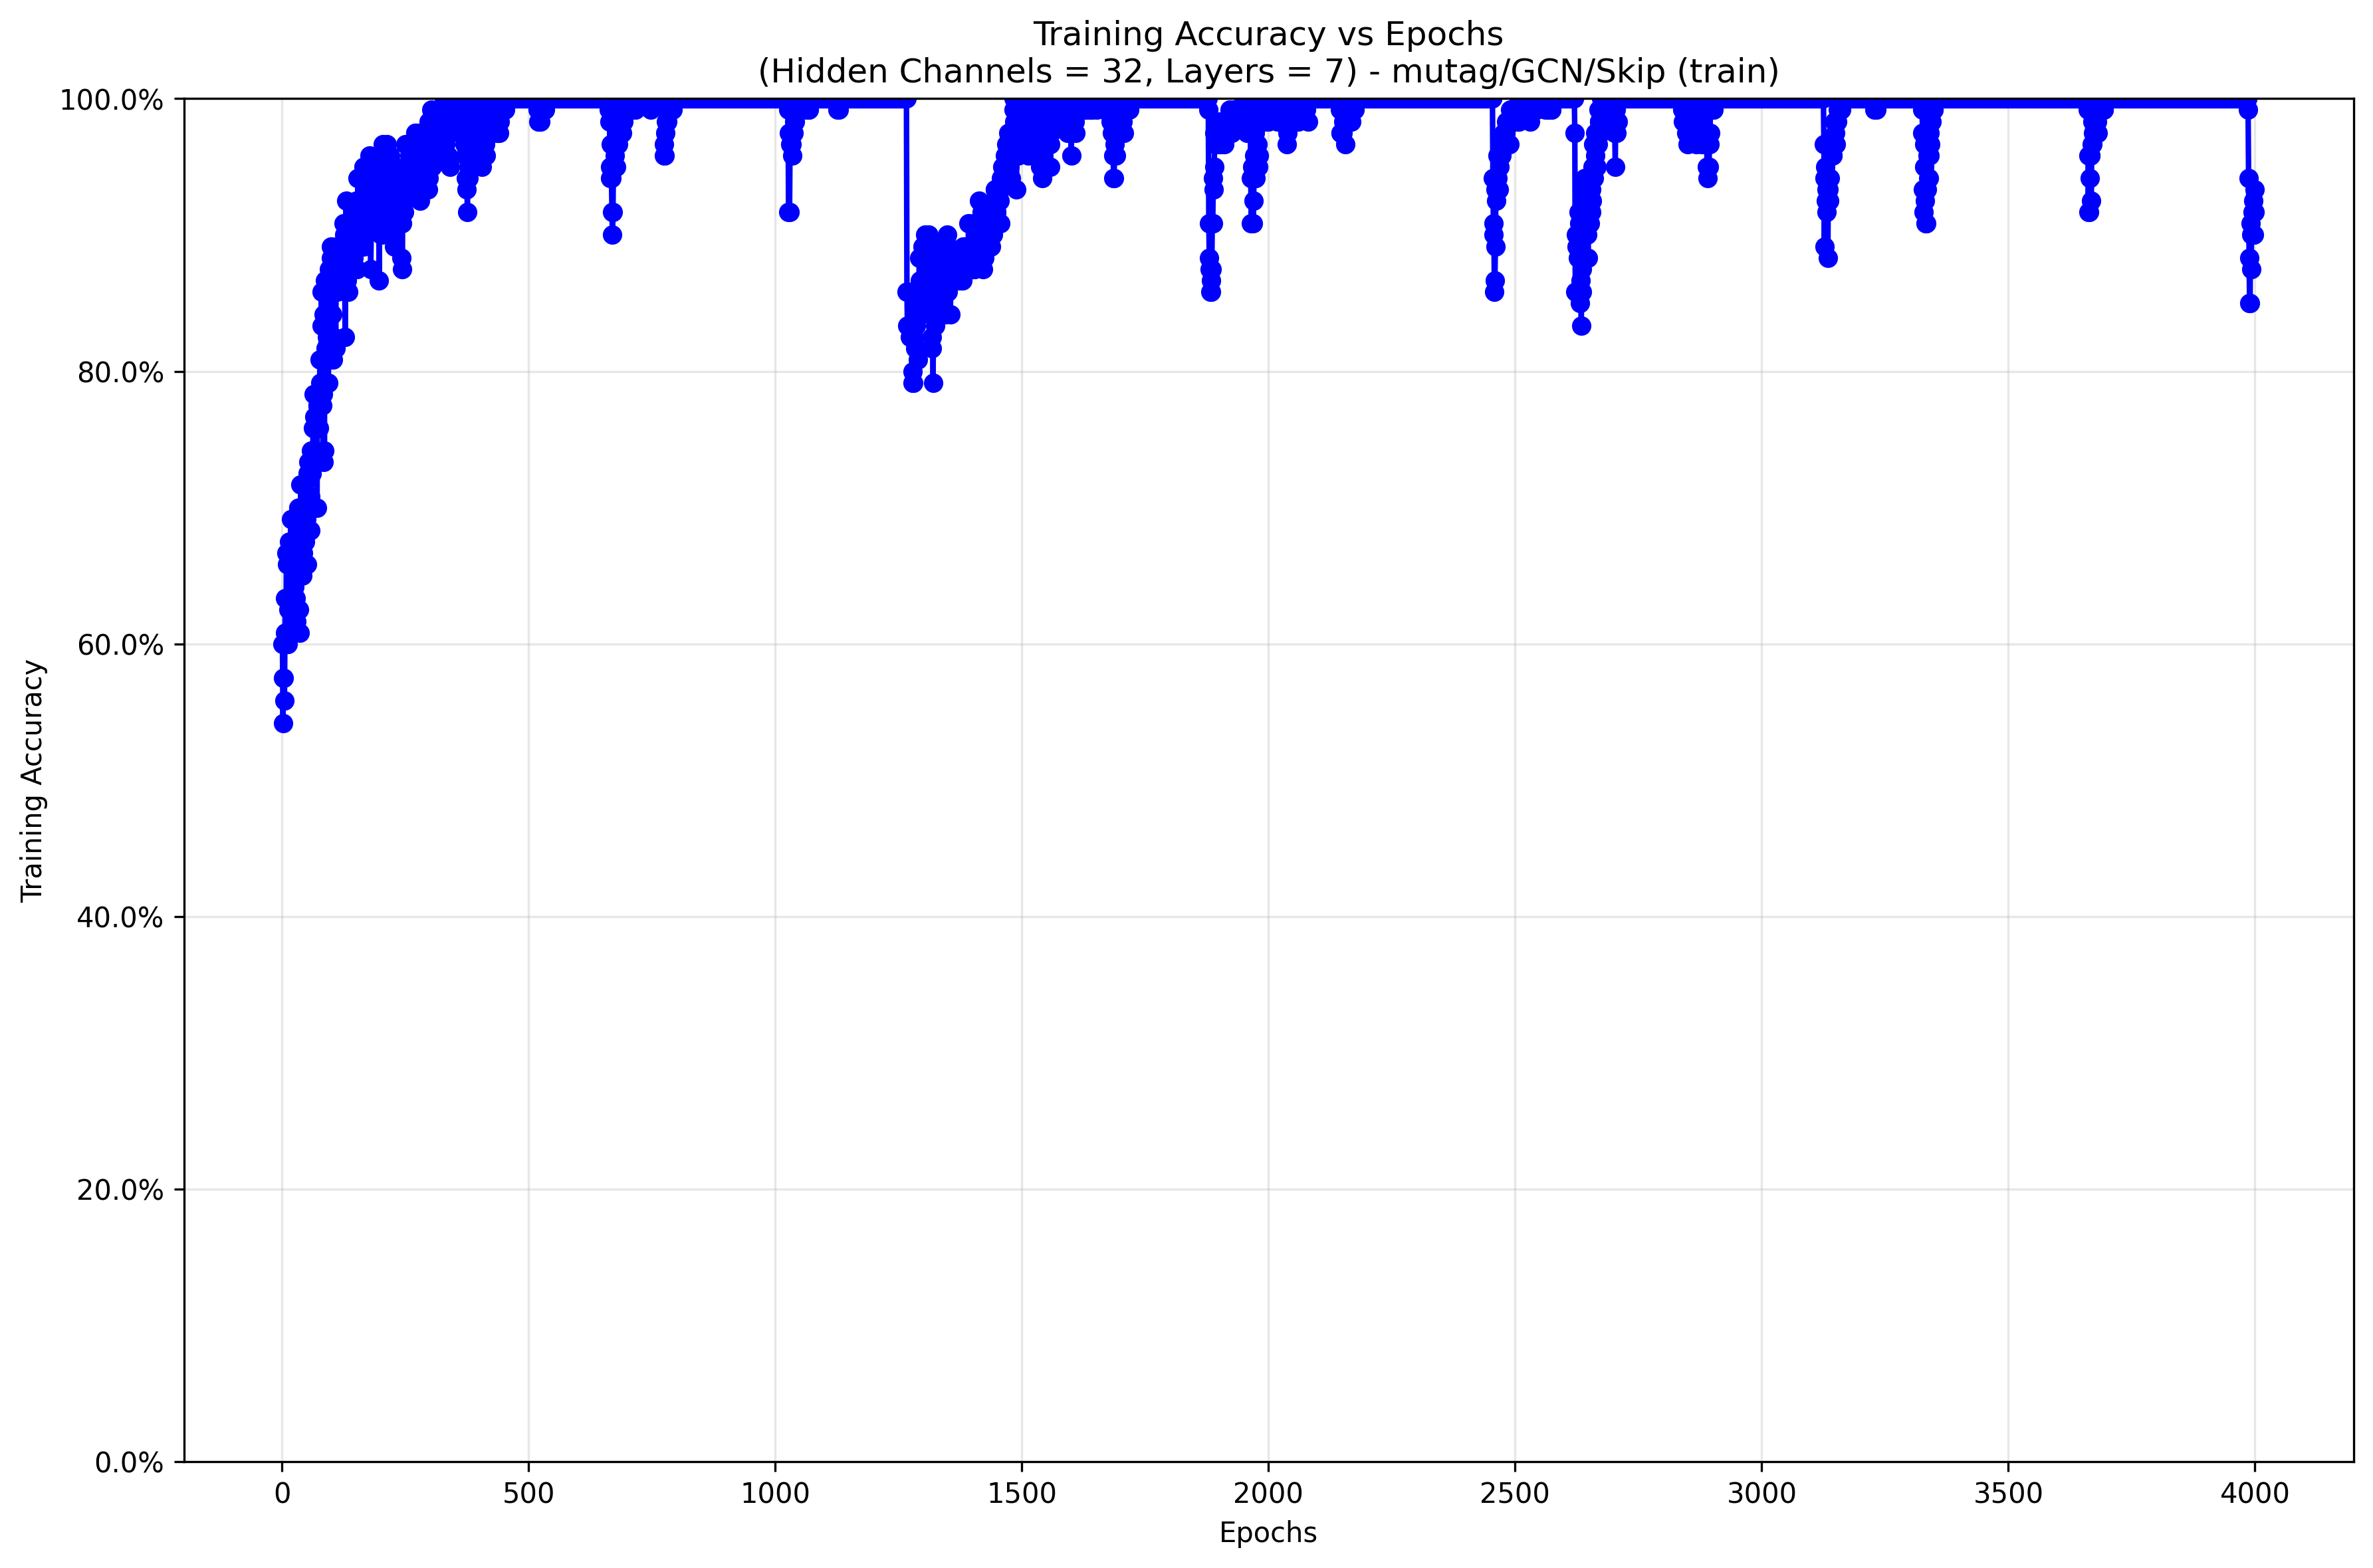 Training Accuracy vs Epochs
(Hidden Channels = 32, Layers = 7) - mutag/GCN/Skip (train)
100.0%
80.0%
60.0%
40.0%
20.0%
0.0%
Training Accuracy
0 500 1000 1500 2000 2500 3000 3500 4000
Epochs